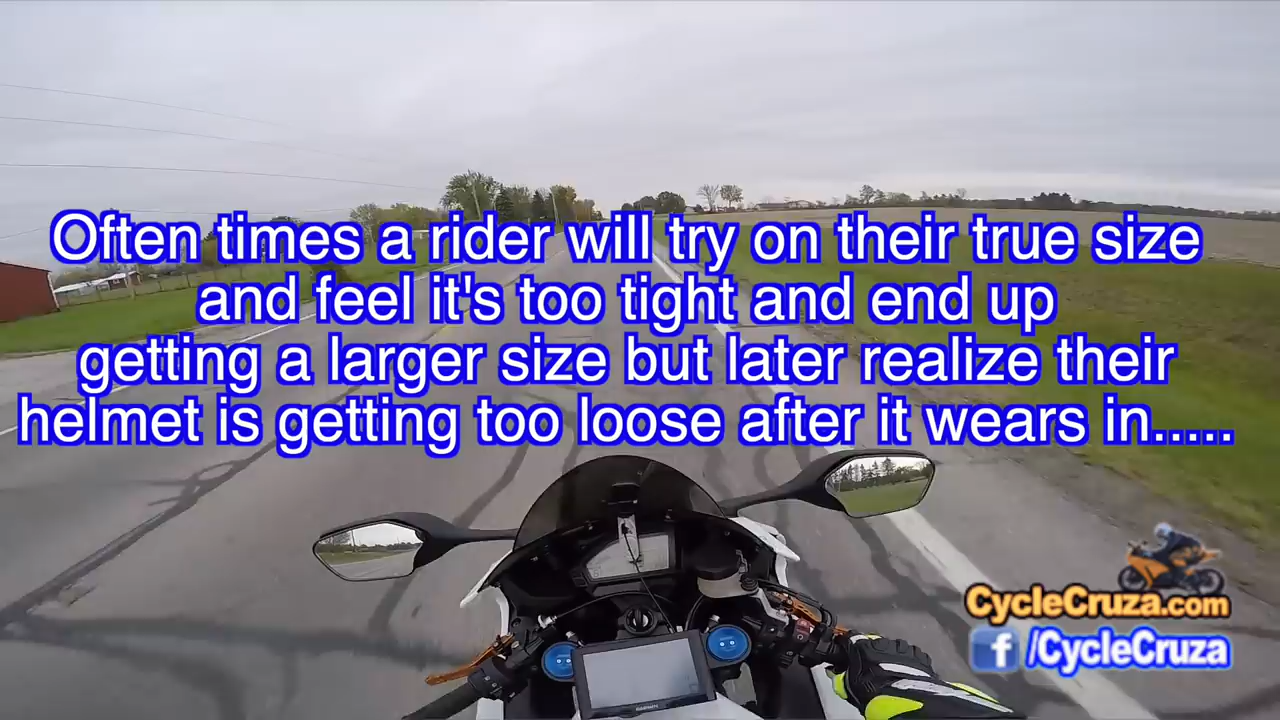 Often times a rider will try on their true size
and feel it's too tight and end up
getting a larger size but later realize their
helmet is getting too loose after it wears in.....
CycleCruza.com
f /CycleCruza
GARMIN